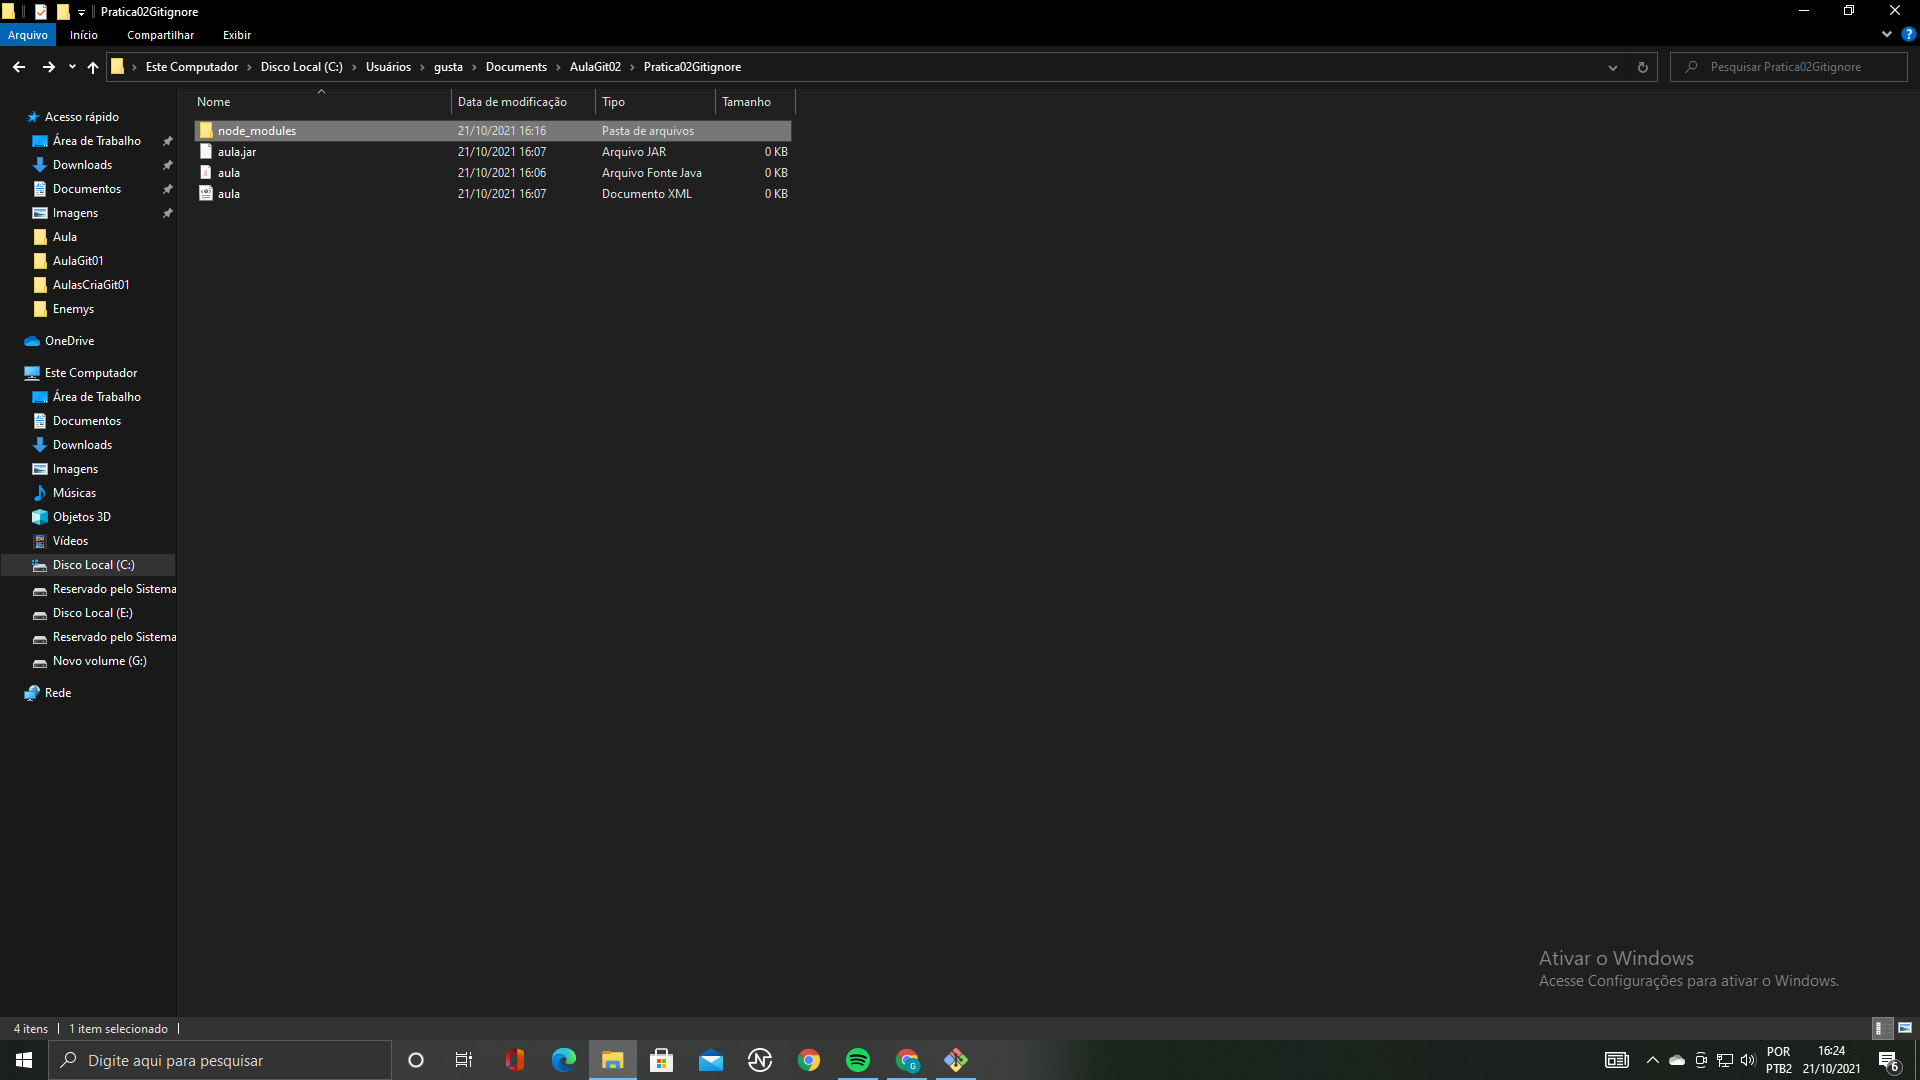 Pratica02Gitignore
Arquivo Início Compartilhar Exibir
Este Computador Disco Local (C:) Usuários gusta Documents AulaGit02 Pratica02Gitignore
Pesquisar Pratica02Gitignore
Nome Data de modificação Tipo Tamanho
node_modules 21/10/2021 16:16 Pasta de arquivos
aula.jar 21/10/2021 16:07 Arquivo JAR 0 KB
aula 21/10/2021 16:06 Arquivo Fonte Java 0 KB
aula 21/10/2021 16:07 Documento XML 0 KB
Acesso rápido
Área de Trabalho
Downloads
Documentos
Imagens
Aula
AulaGit01
AulasCriaGit01
Enemys
OneDrive
Este Computador
Área de Trabalho
Documentos
Downloads
Imagens
Músicas
Objetos 3D
Vídeos
Disco Local (C:)
Reservado pelo Sistema
Disco Local (E:)
Reservado pelo Sistema
Novo volume (G:)
Rede
Ativar o Windows
Acesse Configurações para ativar o Windows.
4 itens 1 item selecionado
Digite aqui para pesquisar
POR
PTB2
16:24
21/10/2021
6